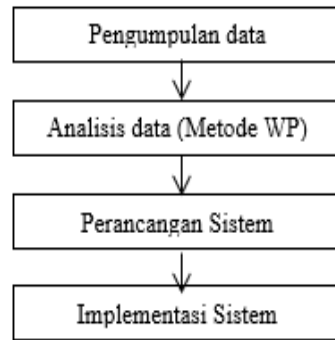 Pengumpulan data
Analisis data (Metode WP)
Perancangan Sistem
Implementasi Sistem